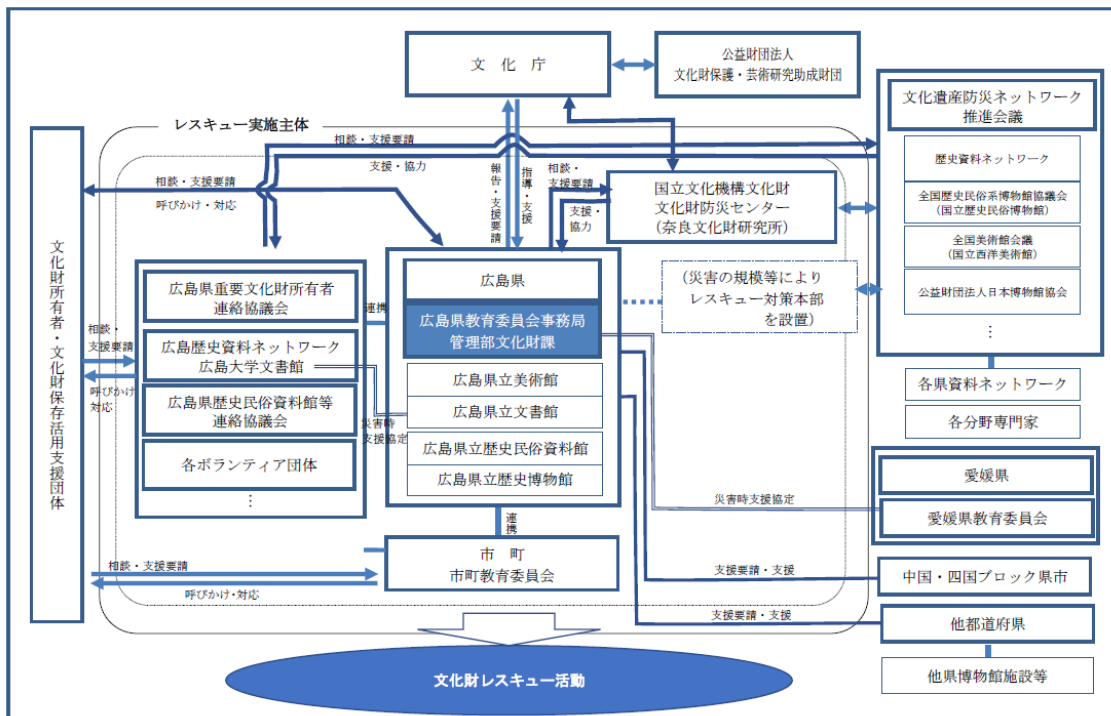 文 化 庁
公益財団法人
文化財保護・芸術研究助成財団
文化遺産防災ネットワーク
推進会議
歴史資料ネットワーク
全国歴史民俗系博物館協議会
(国立歴史民俗博物館)
全国美術館会議
(国立西洋美術館)
公益財団法人日本博物館協会
⋮
各県資料ネットワーク
各分野専門家
レスキュー実施主体
相談・支援要請
支援・協力
相談・支援要請
呼びかけ・対応
報告・支援要請
指導・支援
相談・
支援要請
支援・
協力
国立文化機構文化財
文化財防災センター
(奈良文化財研究所)
(災害の規模等により
レスキュー対策本部
を設置)
文化財所有者・文化財保存活用支援団体
相談・
支援要請
呼びかけ・
対応
広島県重要文化財所有者
連絡協議会
広島歴史資料ネットワーク
広島大学文書館
広島県歴史民俗資料館等
連絡協議会
各ボランティア団体
⋮
連携
災害時
支援協定
広島県
広島県教育委員会事務局
管理部文化財課
広島県立美術館
広島県立文書館
広島県立歴史民俗資料館
広島県立歴史博物館
連携
市 町
市町教育委員会
相談・支援要請
呼びかけ・対応
災害時支援協定
愛媛県
愛媛県教育委員会
支援要請・支援
中国・四国ブロック県市
支援要請・支援
他都道府県
他県博物館施設等
文化財レスキュー活動